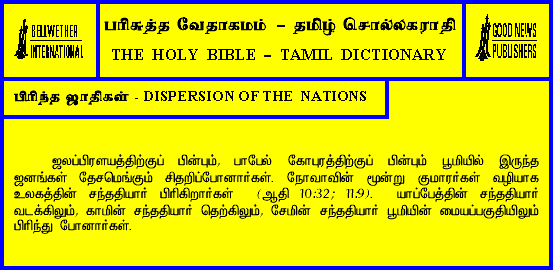 BELLWETHER
INTERNATIONAL
பரிசுத்த வேதாகமம் – தமிழ் சொல்லகராதி
THE HOLY BIBLE – TAMIL DICTIONARY
GOOD NEWS
PUBLISHERS
பிரிந்த ஜாதிகள் - DISPERSION OF THE NATIONS
ஜலப்பிரளயத்திற்குப் பின்பும், பாபேல் கோபுரத்திற்குப் பின்பும் பூமியில் இருந்த
ஜனங்கள் தேசமெங்கும் சிதறிப்போனார்கள். நோவாவின் மூன்று குமாரர்கள் வழியாக
உலகத்தின் சந்ததியார் பிரிகிறார்கள் (ஆதி 10:32; 11:9). யாப்பேத்தின் சந்ததியார்
வடக்கிலும், காமின் சந்ததியார் தெற்கிலும், சேமின் சந்ததியார் பூமியின் மையப்பகுதியிலும்
பிரிந்து போனார்கள்.